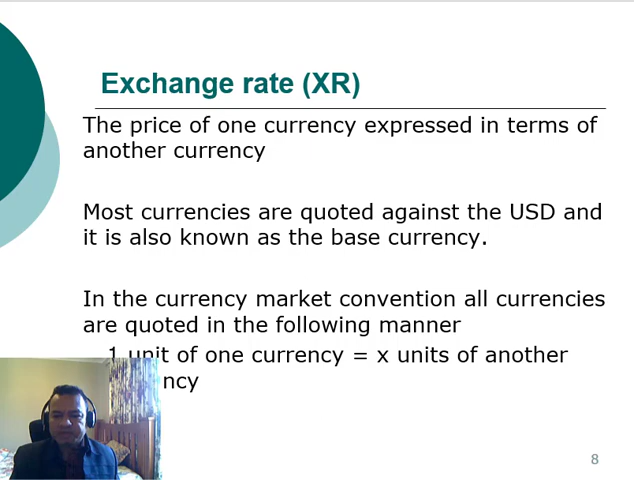 Exchange rate (XR)
The price of one currency expressed in terms of
another currency
Most currencies are quoted against the USD and
it is also known as the base currency.
In the currency market convention all currencies
are quoted in the following manner
1 unit of one currency = x units of another
ncy
8